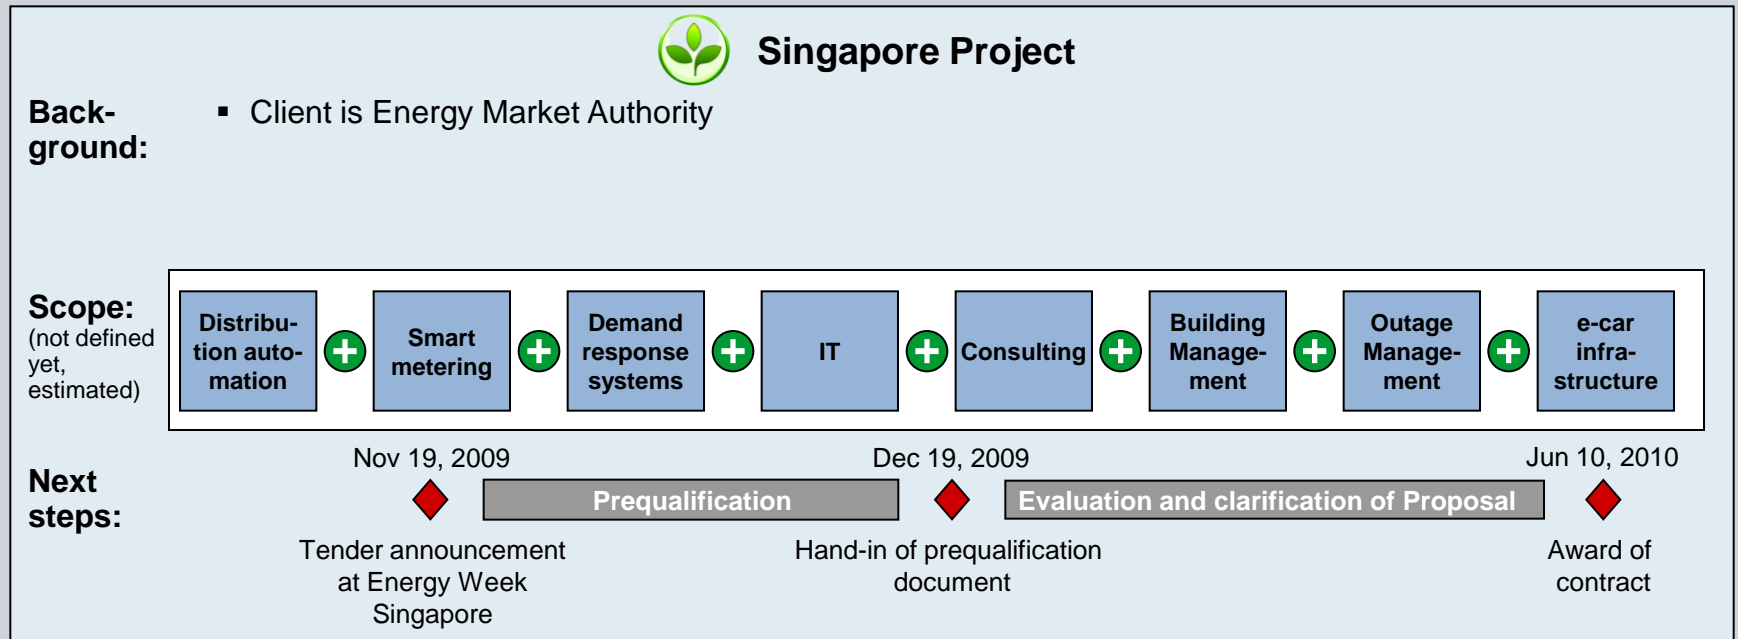 Singapore Project
Back-
ground:
▪ Client is Energy Market Authority
Scope:
(not defined
yet,
estimated)
Distribu-
tion auto-
mation
Smart
metering
Demand
response
systems
IT
Consulting
Building
Manage-
ment
Outage
Manage-
ment
e-car
infra-
structure
Next
steps:
Nov 19, 2009
Dec 19, 2009
Jun 10, 2010
Prequalification
Evaluation and clarification of Proposal
Tender announcement
at Energy Week
Singapore
Hand-in of prequalification
document
Award of
contract